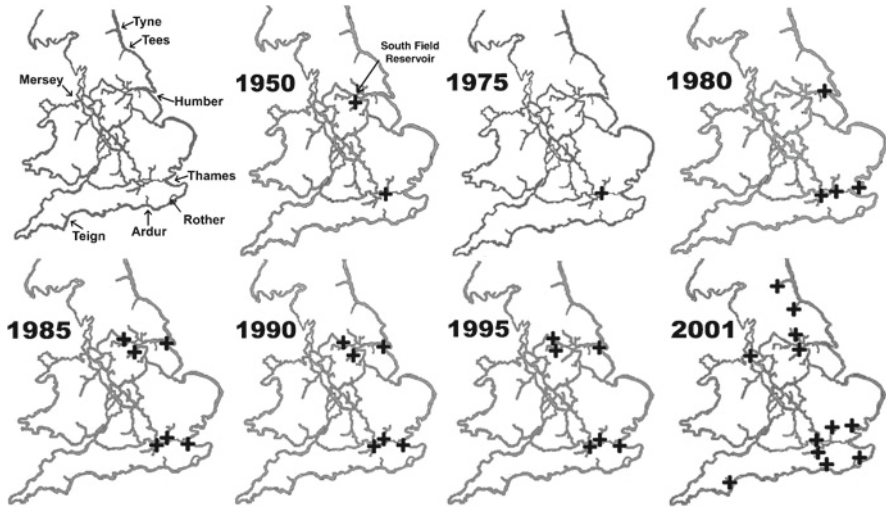 Tyne
Tees
Mersey
Humber
Thames
Rother
Ardur
Teign
1950
South Field
Reservoir
1975
1980
1985
1990
1995
2001